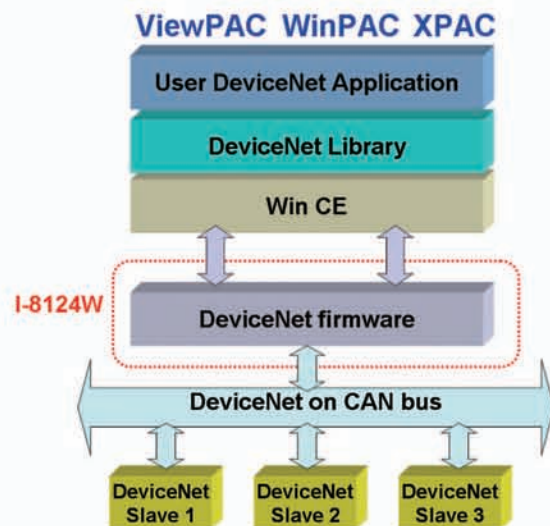 ViewPAC WinPAC XPAC
User DeviceNet Application
DeviceNet Library
Win CE
I-8124W
DeviceNet firmware
DeviceNet on CAN bus
DeviceNet
Slave 1
DeviceNet
Slave 2
DeviceNet
Slave 3